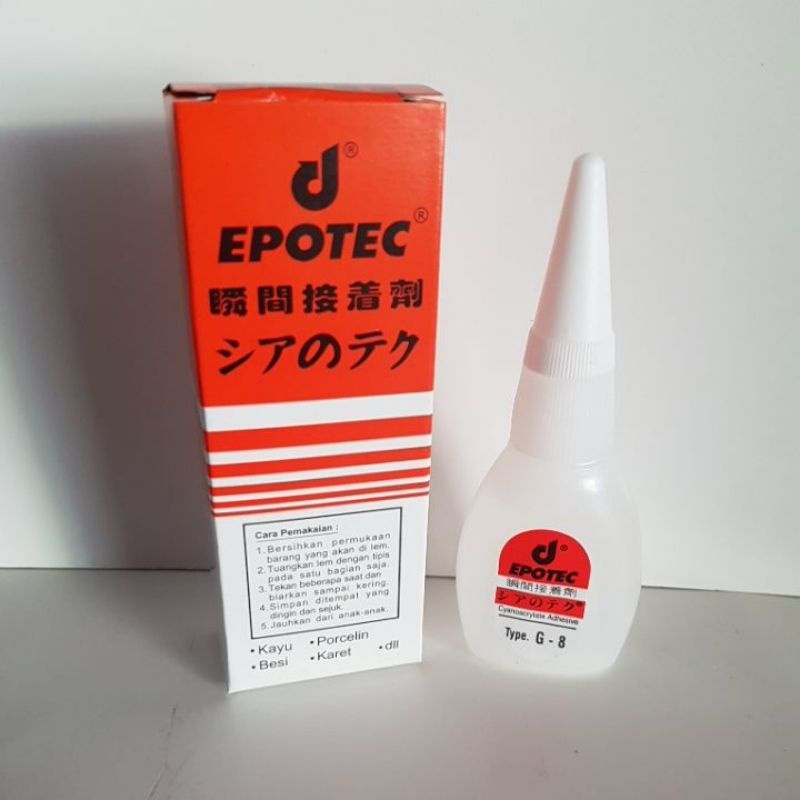 ®
EPOTEC®
瞬間接着劑
シアのテク
Cara Pemakaian :
1. Bersihkan permukaan
barang yang akan di lem.
2. Tuangkan lem dengan tipis
pada satu bagian saja.
3. Tekan beberapa saat dan
biarkan sampai kering.
4. Simpan ditempat yang
dingin dan sejuk.
5. Jauhkan dari anak-anak.
• Kayu • Porcelin
• Besi • Karet • dll
®
EPOTEC
瞬間接着劑
シアのテク®
Cyanoacrylate Adhesive
Type. G - 8